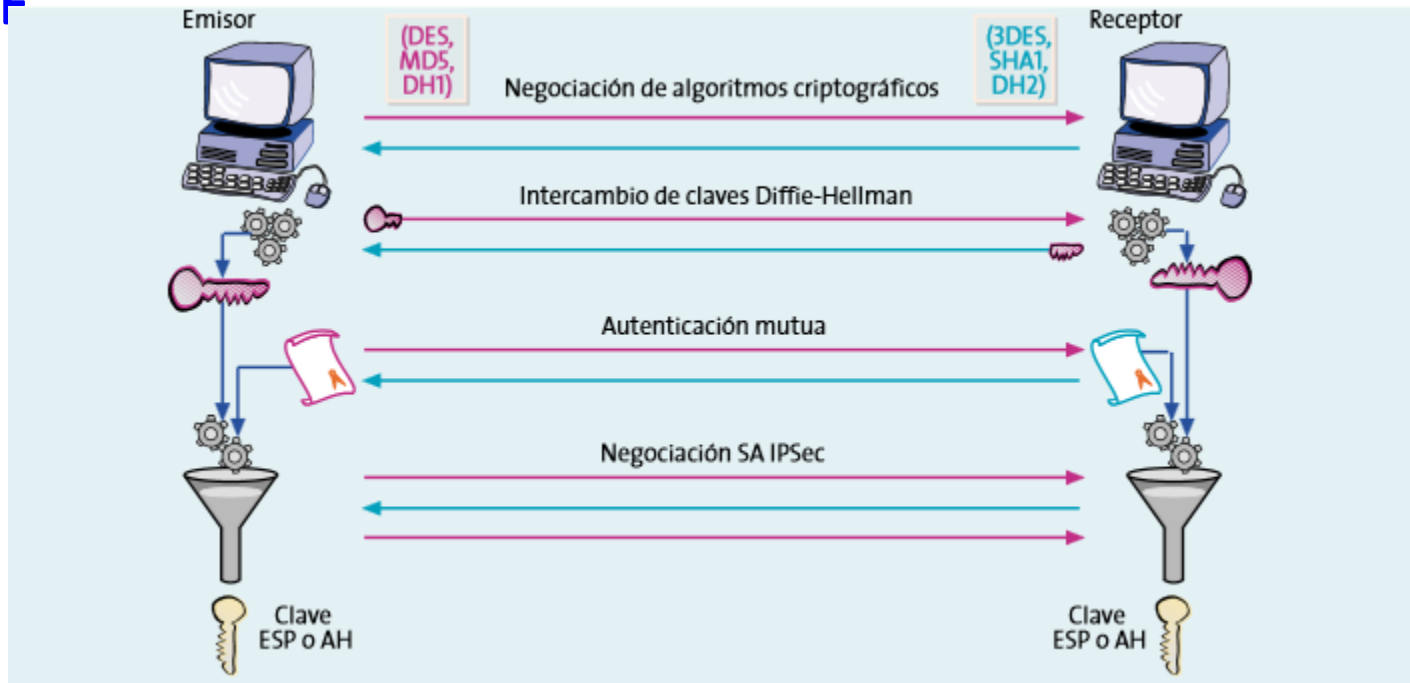 Emisor
Receptor
(DES,
MD5,
DH1)
(3DES,
SHA1,
DH2)
Negociación de algoritmos criptográficos
Intercambio de claves Diffie-Hellman
Autenticación mutua
Negociación SA IPSec
Clave
ESP o AH
Clave
ESP o AH